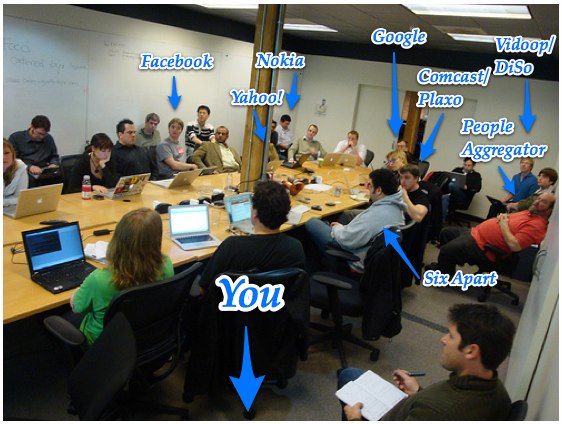 Facebook
Nokia
Yahoo!
Google
Comcast/
Plaxo
Vidoop/
DiSo
People
Aggregator
Six Apart
You